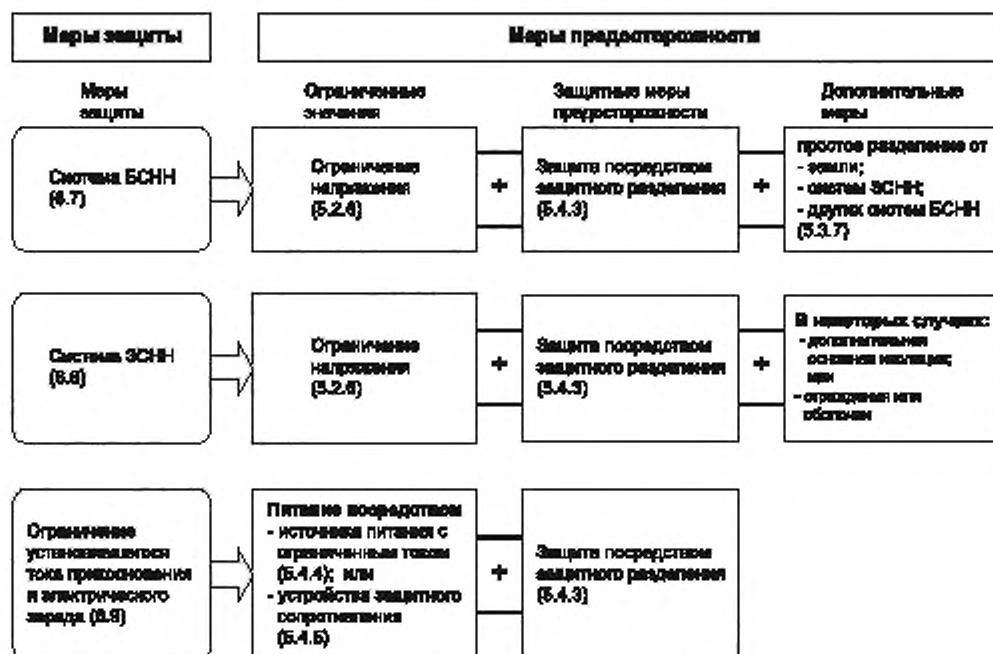 Меры защиты
Меры предосторожности
Меры
защиты
Ограниченные
значения
Защитные меры
предосторожности
Дополнительные
меры
Система БСНН
(6.7)
Ограничение
напряжения
(5.2.6)
+
Защита посредством
защитного разделения
(5.4.3)
+
простое разделение от
- земли;
- систем ЗСНН;
- других систем БСНН
(5.3.7)
Система ЗСНН
(6.8)
Ограничение
напряжения
(5.2.6)
+
Защита посредством
защитного разделения
(5.4.3)
+
В некоторых случаях:
- дополнительная
основная изоляция;
или
- ограждения или
оболочки
Ограничение
установившегося
тока прикосновения
и электрического
заряда (6.9)
Питание посредством
- источника питания с
ограниченным током
(5.4.4); или
- устройства защитного
сопротивления
(5.4.5)
+
Защита посредством
защитного разделения
(5.4.3)